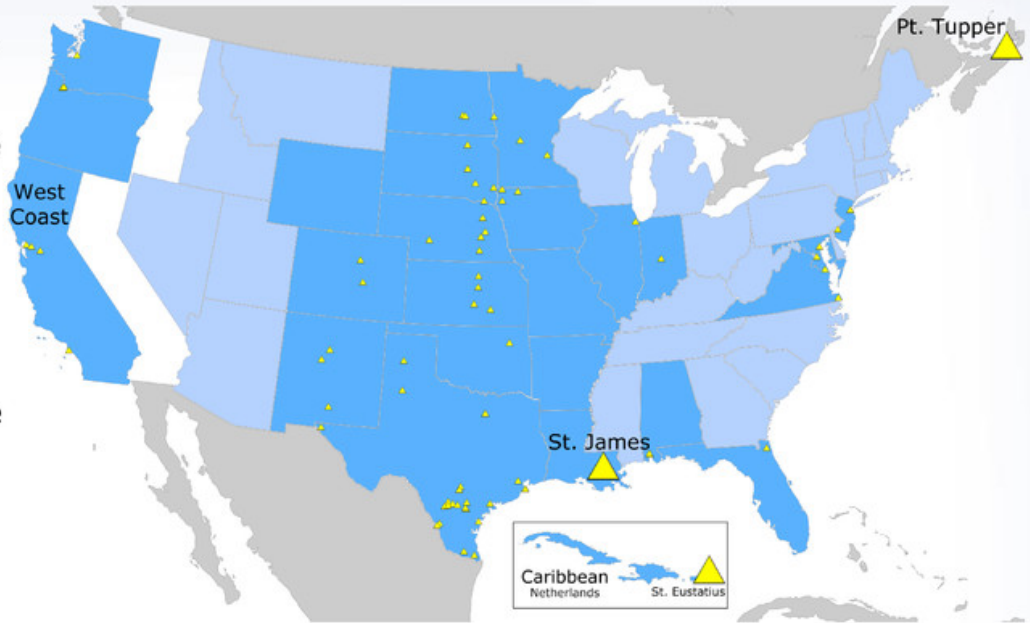 Pt. Tupper
West
Coast
St. James
Caribbean
Netherlands
St. Eustatius